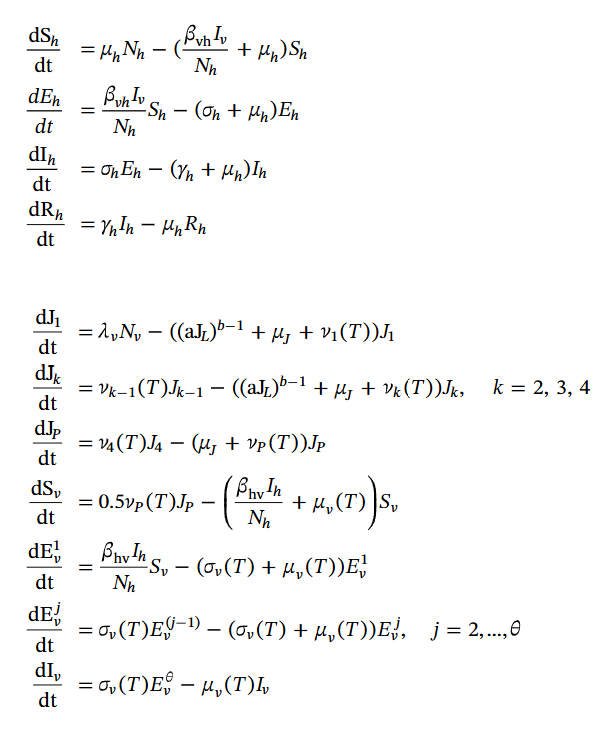 dS_h/dt = μ_h N_h − (β_vh I_v/N_h + μ_h)S_h
dE_h/dt = β_vh I_v/N_h S_h − (σ_h + μ_h)E_h
dI_h/dt = σ_h E_h − (γ_h + μ_h)I_h
dR_h/dt = γ_h I_h − μ_h R_h
dJ_1/dt = λ_v N_v − ((aJ_L)^{b−1} + μ_J + ν_1(T))J_1
dJ_k/dt = ν_{k−1}(T)J_{k−1} − ((aJ_L)^{b−1} + μ_J + ν_k(T))J_k, k = 2, 3, 4
dJ_P/dt = ν_4(T)J_4 − (μ_J + ν_P(T))J_P
dS_v/dt = 0.5ν_P(T)J_P − (β_hv I_h/N_h + μ_v(T))S_v
dE_v^1/dt = β_hv I_h/N_h S_v − (σ_v(T) + μ_v(T))E_v^1
dE_v^j/dt = σ_v(T)E_v^{(j−1)} − (σ_v(T) + μ_v(T))E_v^j, j = 2,...,θ
dI_v/dt = σ_v(T)E_v^θ − μ_v(T)I_v